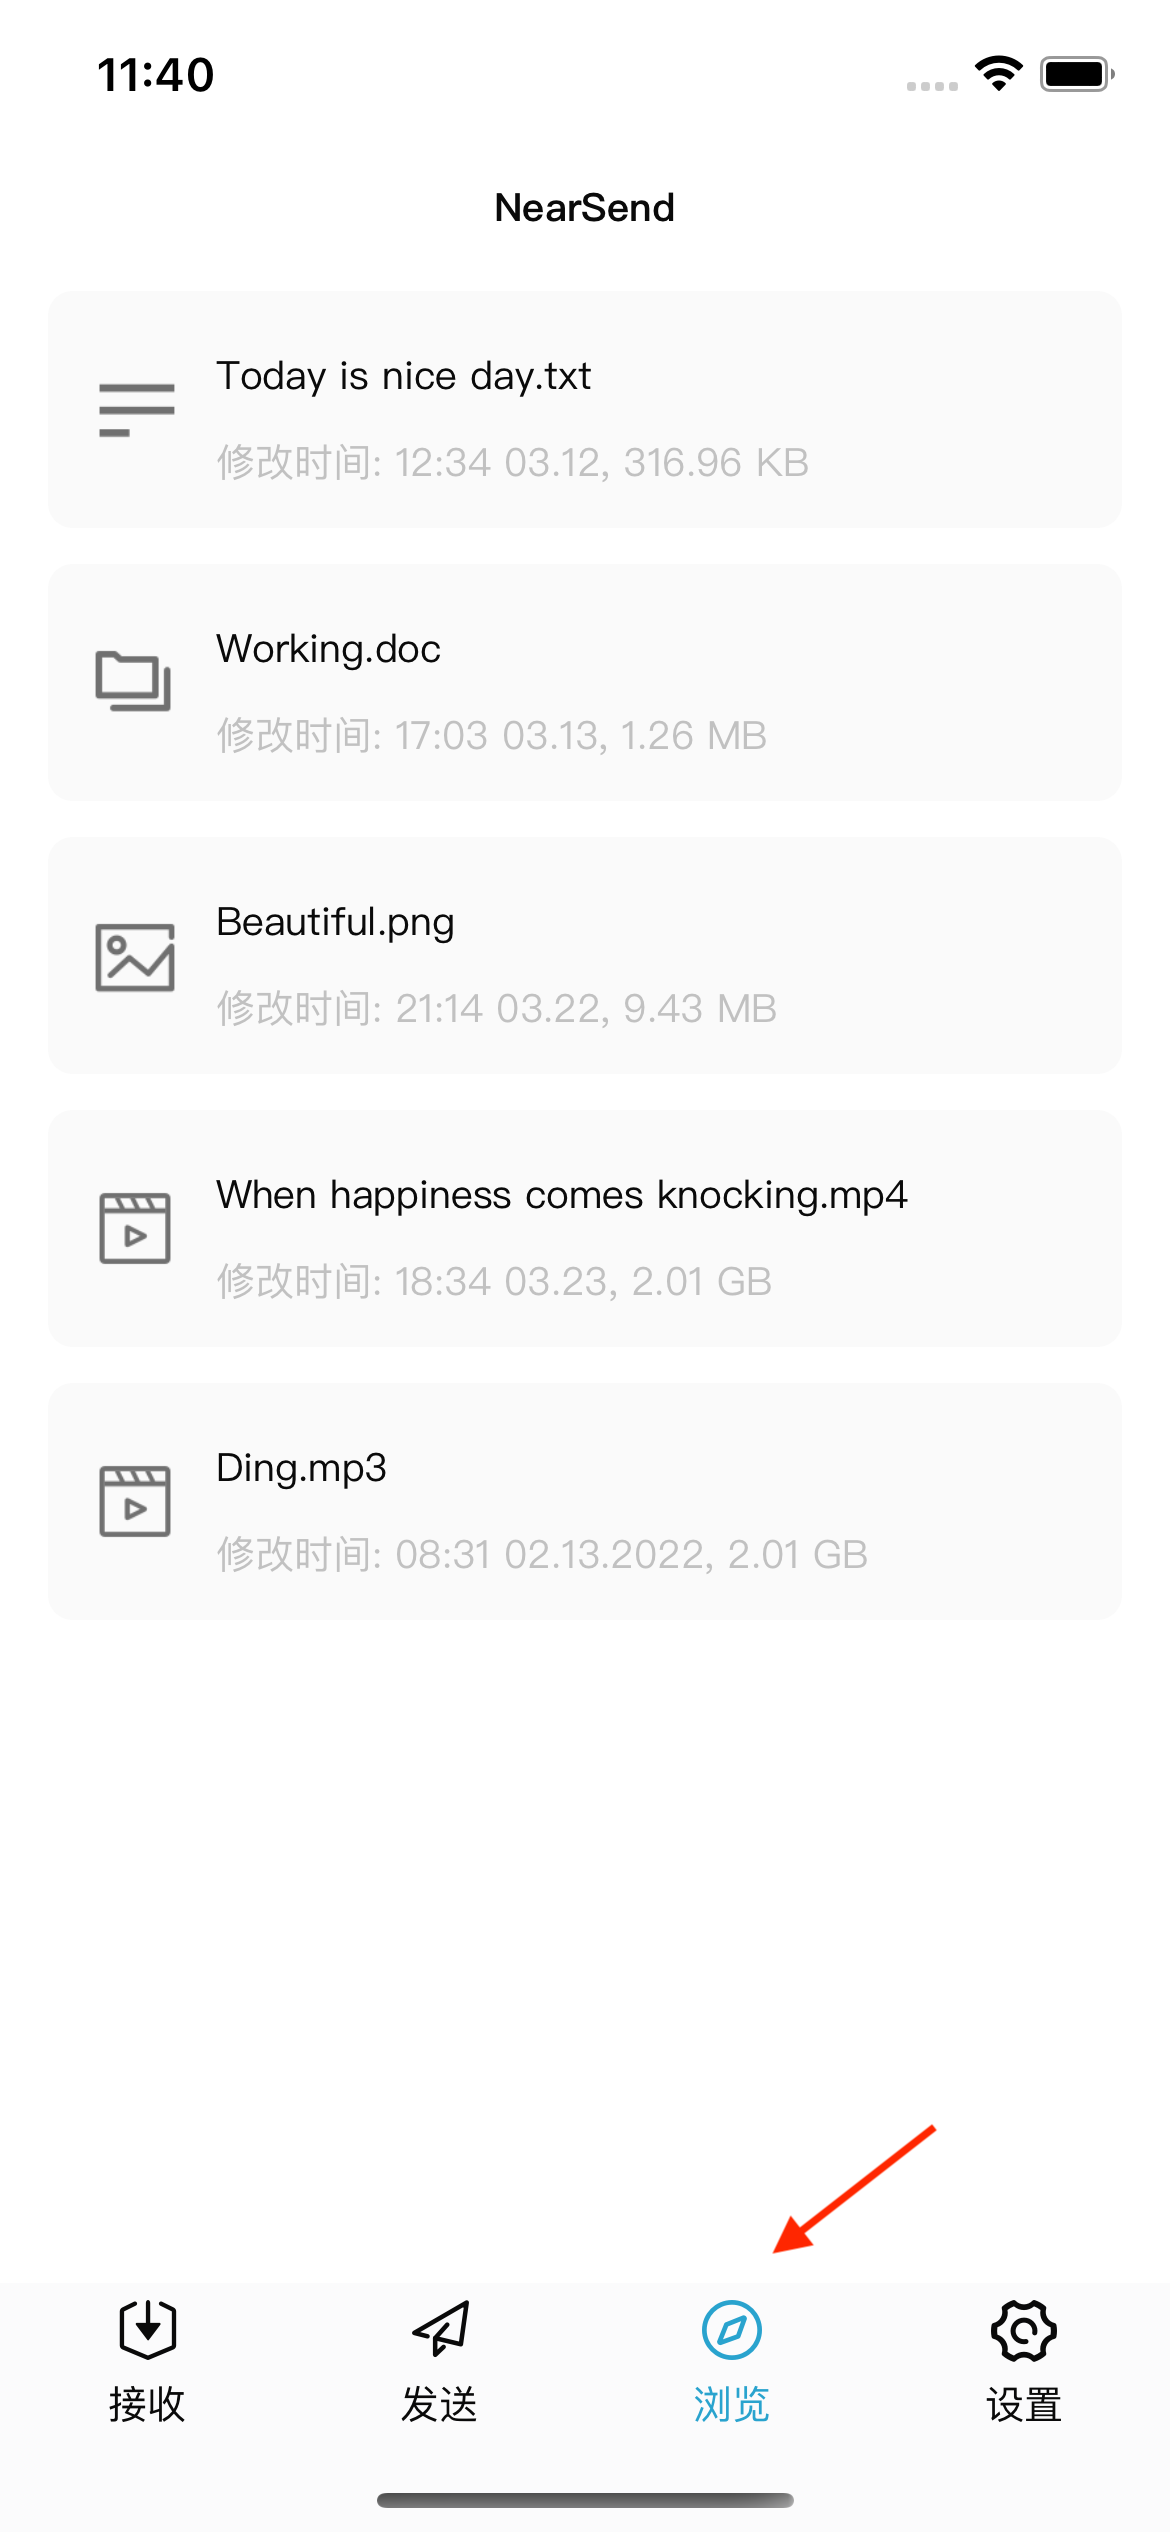 11:40
NearSend
Today is nice day.txt
修改时间: 12:34 03.12, 316.96 KB
Working.doc
修改时间: 17:03 03.13, 1.26 MB
Beautiful.png
修改时间: 21:14 03.22, 9.43 MB
When happiness comes knocking.mp4
修改时间: 18:34 03.23, 2.01 GB
Ding.mp3
修改时间: 08:31 02.13.2022, 2.01 GB
接收 发送 浏览 设置